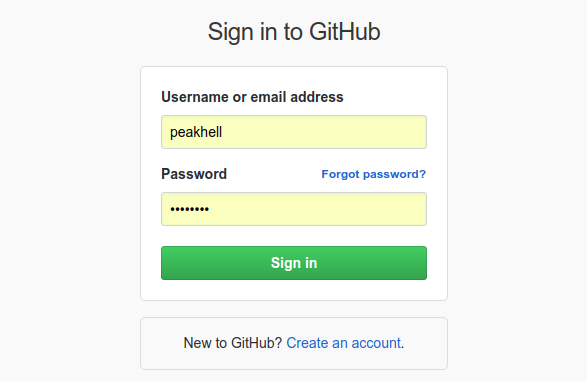 Sign in to GitHub
Username or email address
peakhell
Password Forgot password?
••••••••
Sign in
New to GitHub? Create an account.